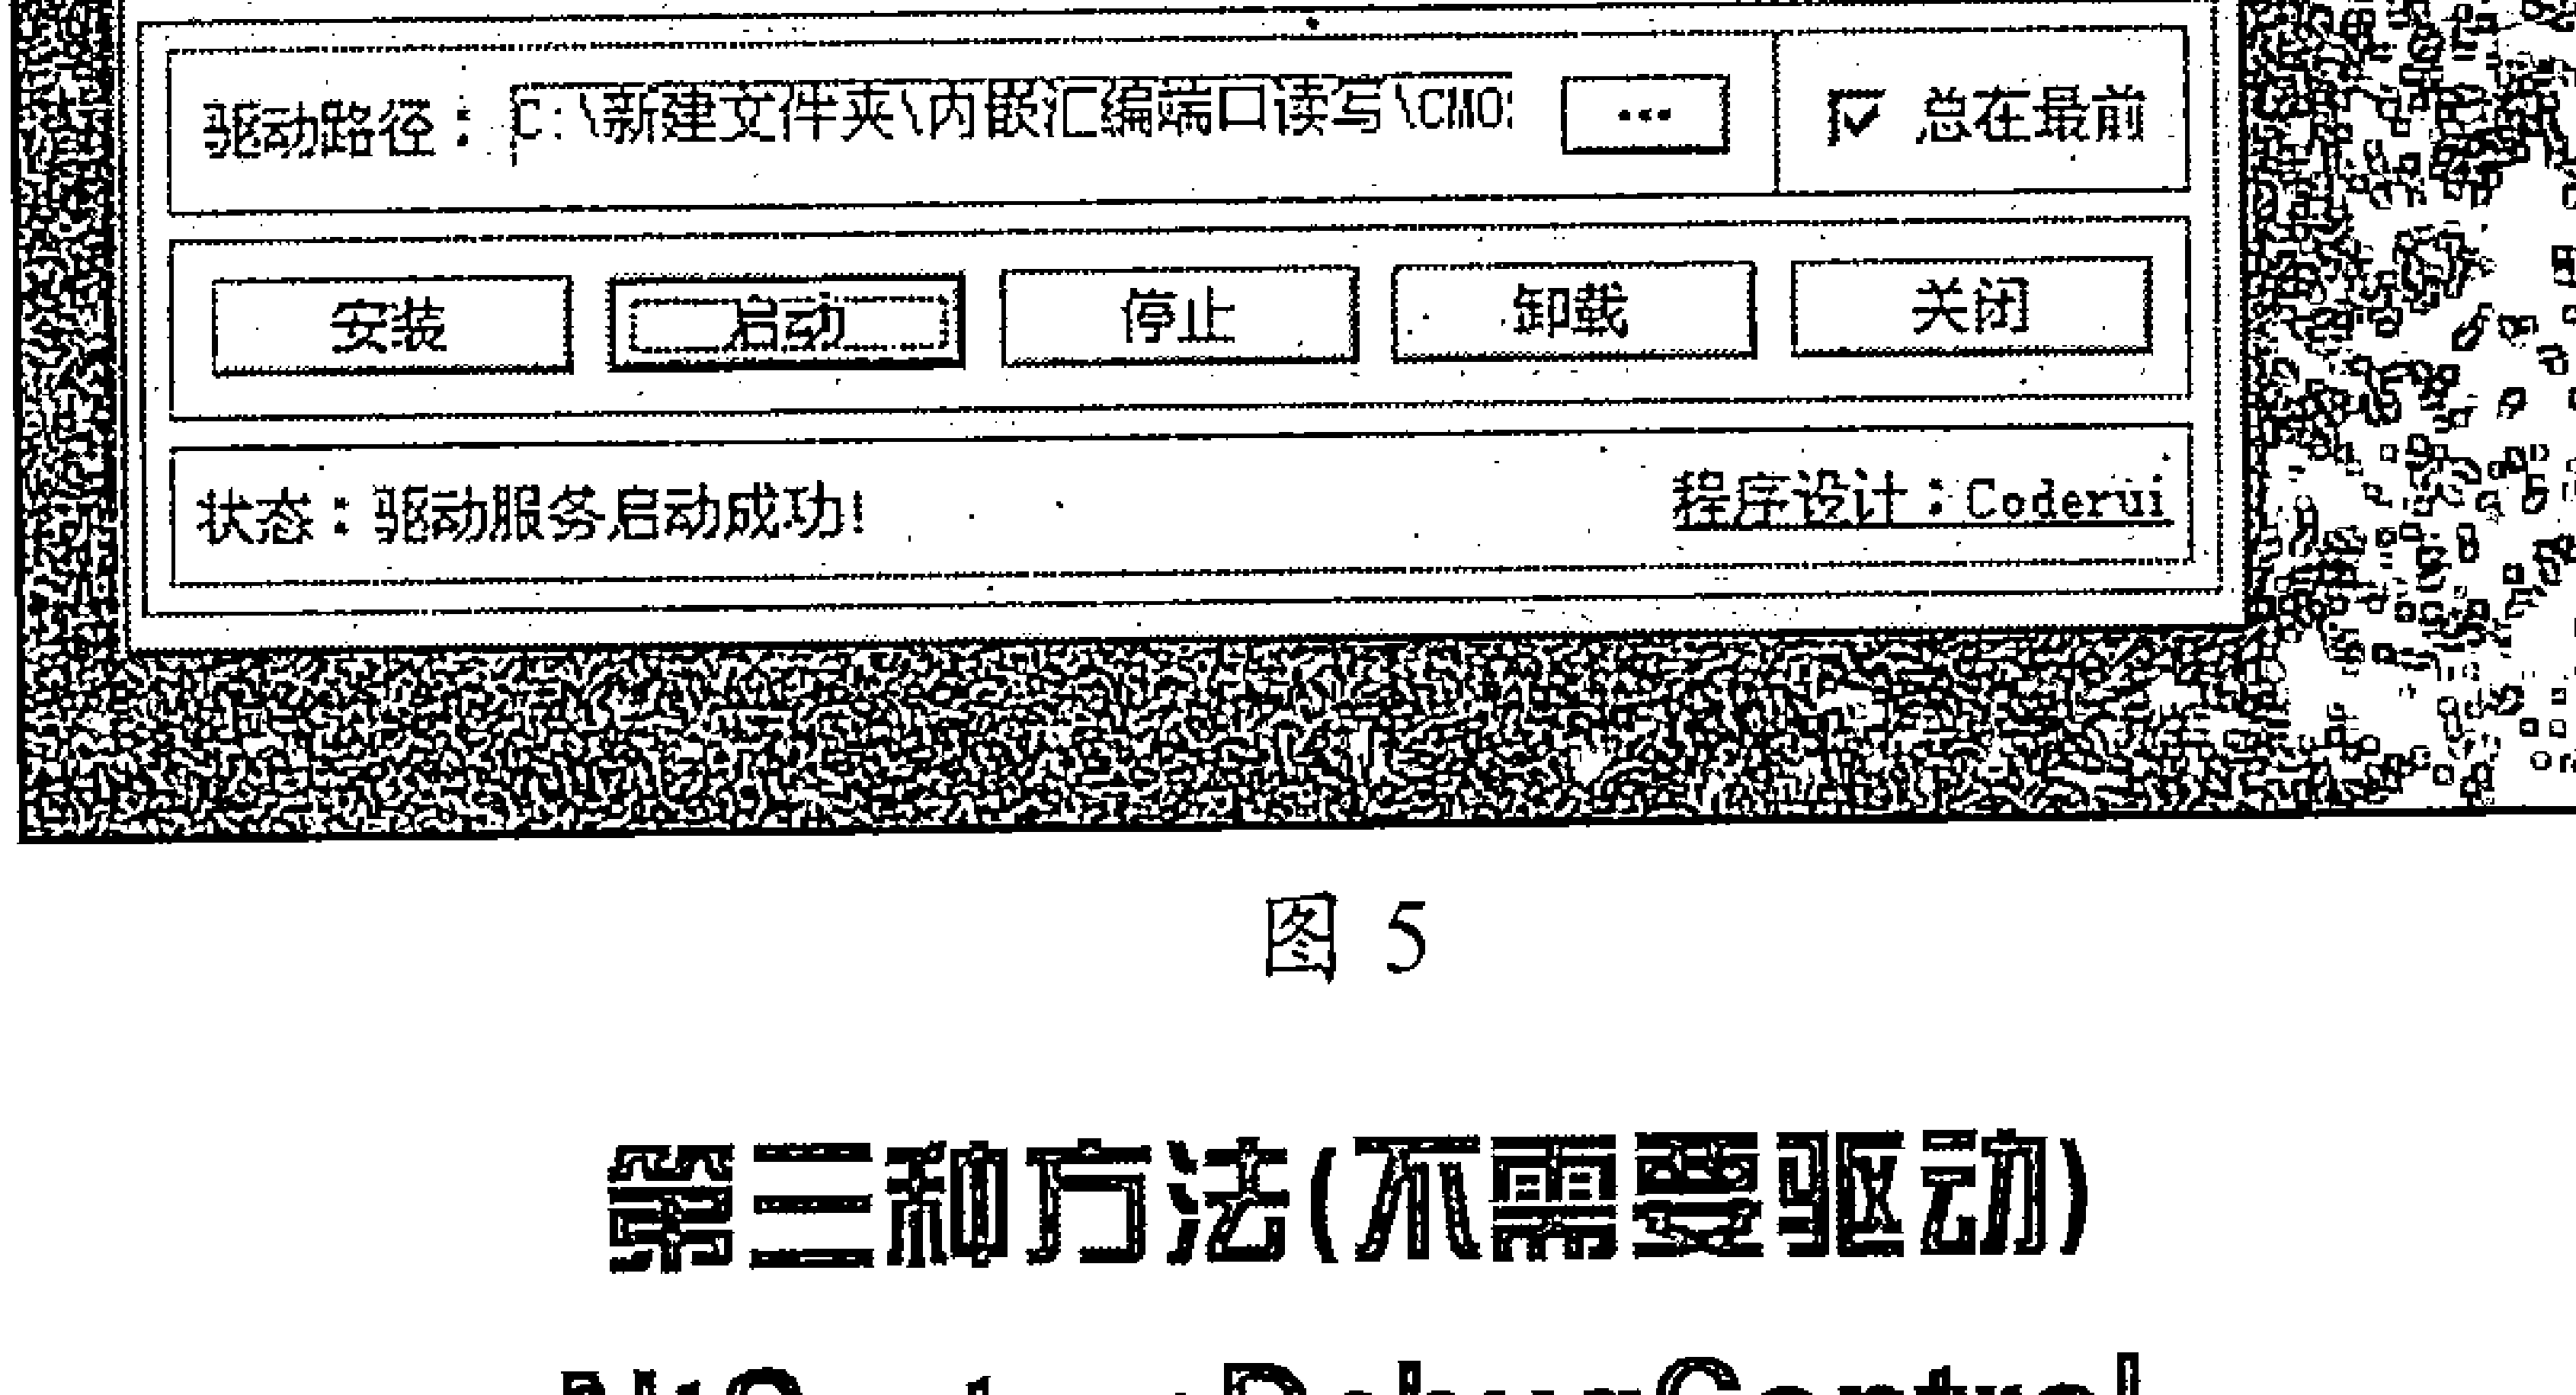 驱动路径：C:\新建文件夹\内嵌汇编端口读写\CMO ... 总在最前
安装 启动 停止 卸载 关闭
状态：驱动服务启动成功! 程序设计：Coderui
图 5
第三种方法(不需要驱动)